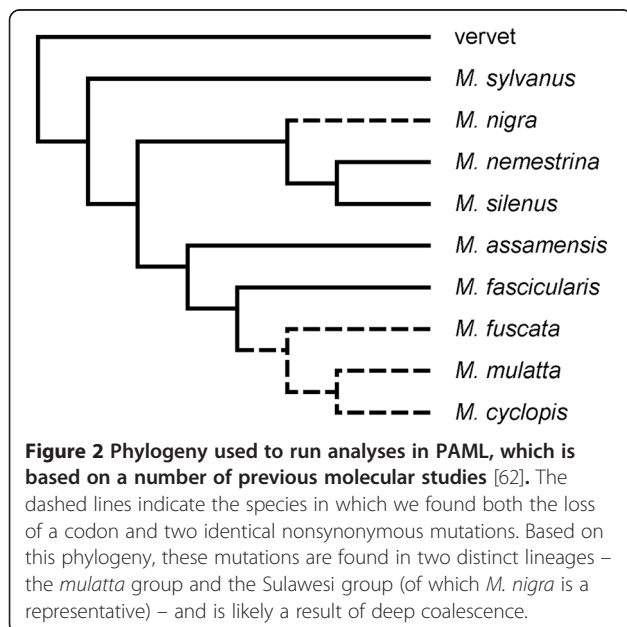 vervet
M. sylvanus
M. nigra
M. nemestrina
M. silenus
M. assamensis
M. fascicularis
M. fuscata
M. mulatta
M. cyclopis
Figure 2 Phylogeny used to run analyses in PAML, which is
based on a number of previous molecular studies [62]. The
dashed lines indicate the species in which we found both the loss
of a codon and two identical nonsynonymous mutations. Based on
this phylogeny, these mutations are found in two distinct lineages –
the mulatta group and the Sulawesi group (of which M. nigra is a
representative) – and is likely a result of deep coalescence.